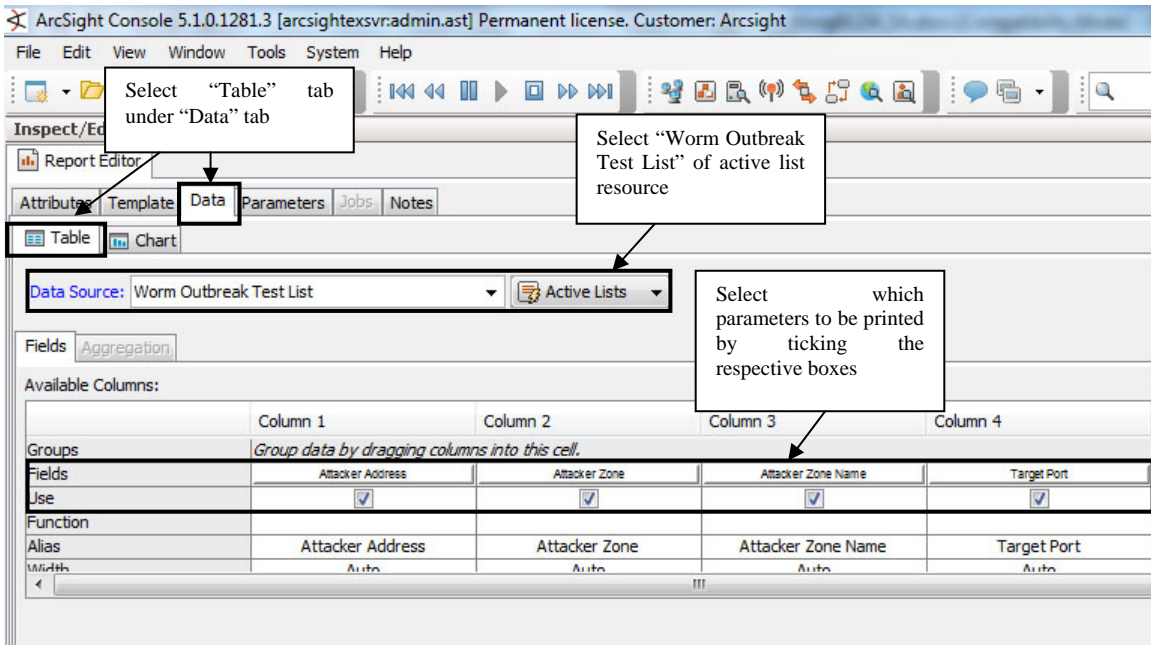 ArcSight Console 5.1.0.1281.3 [arcsightexsvr:admin.ast] Permanent license. Customer: Arcsight
File Edit View Window Tools System Help
Select "Table" tab
under "Data" tab
Inspect/Ed
Select "Worm Outbreak
Test List" of active list
resource
Report Editor
Attributes Template Data Parameters Jobs Notes
Table Chart
Data Source: Worm Outbreak Test List Active Lists
Select which
parameters to be printed
by ticking the
respective boxes
Fields Aggregation
Available Columns:
Column 1 Column 2 Column 3 Column 4
Groups Group data by dragging columns into this cell.
Fields Attacker Address Attacker Zone Attacker Zone Name Target Port
Use
Function
Alias Attacker Address Attacker Zone Attacker Zone Name Target Port
Width Auto Auto Auto Auto